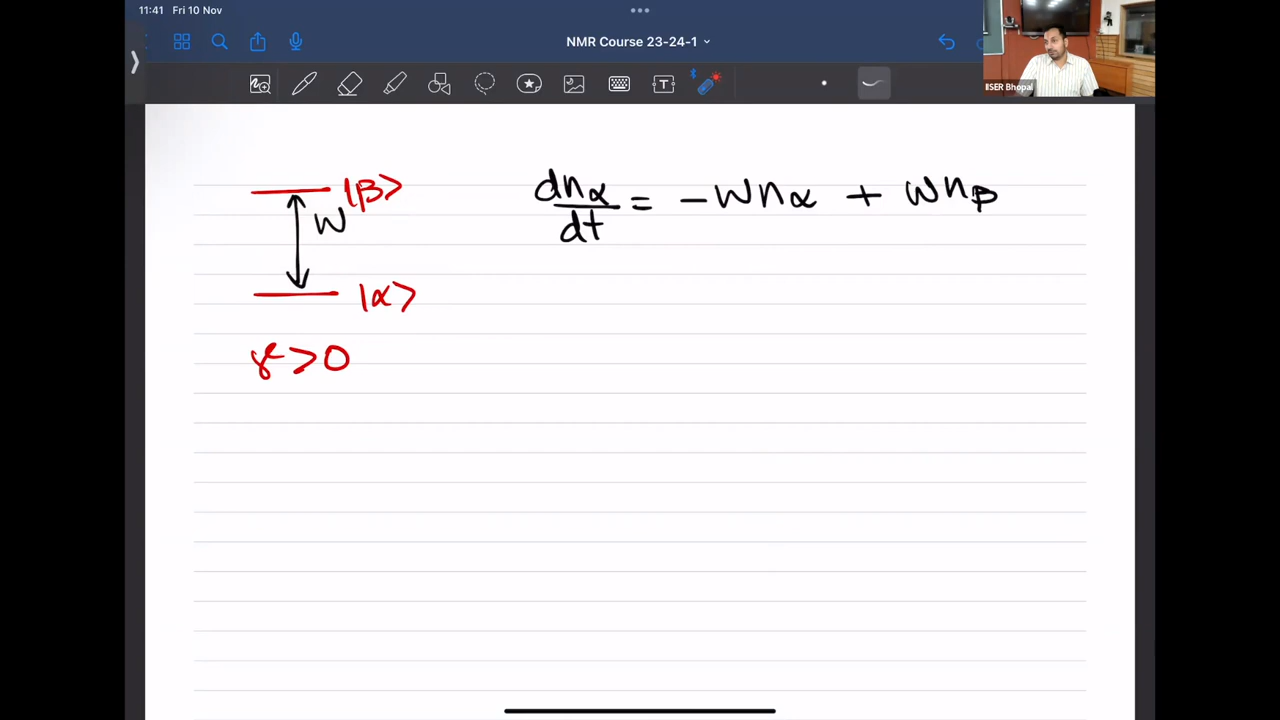 11:41 Fri 10 Nov
NMR Course 23-24-1
IISER Bhopal
|β>
W
|α>
γ>0
dnα/dt = -Wnα + Wnβ